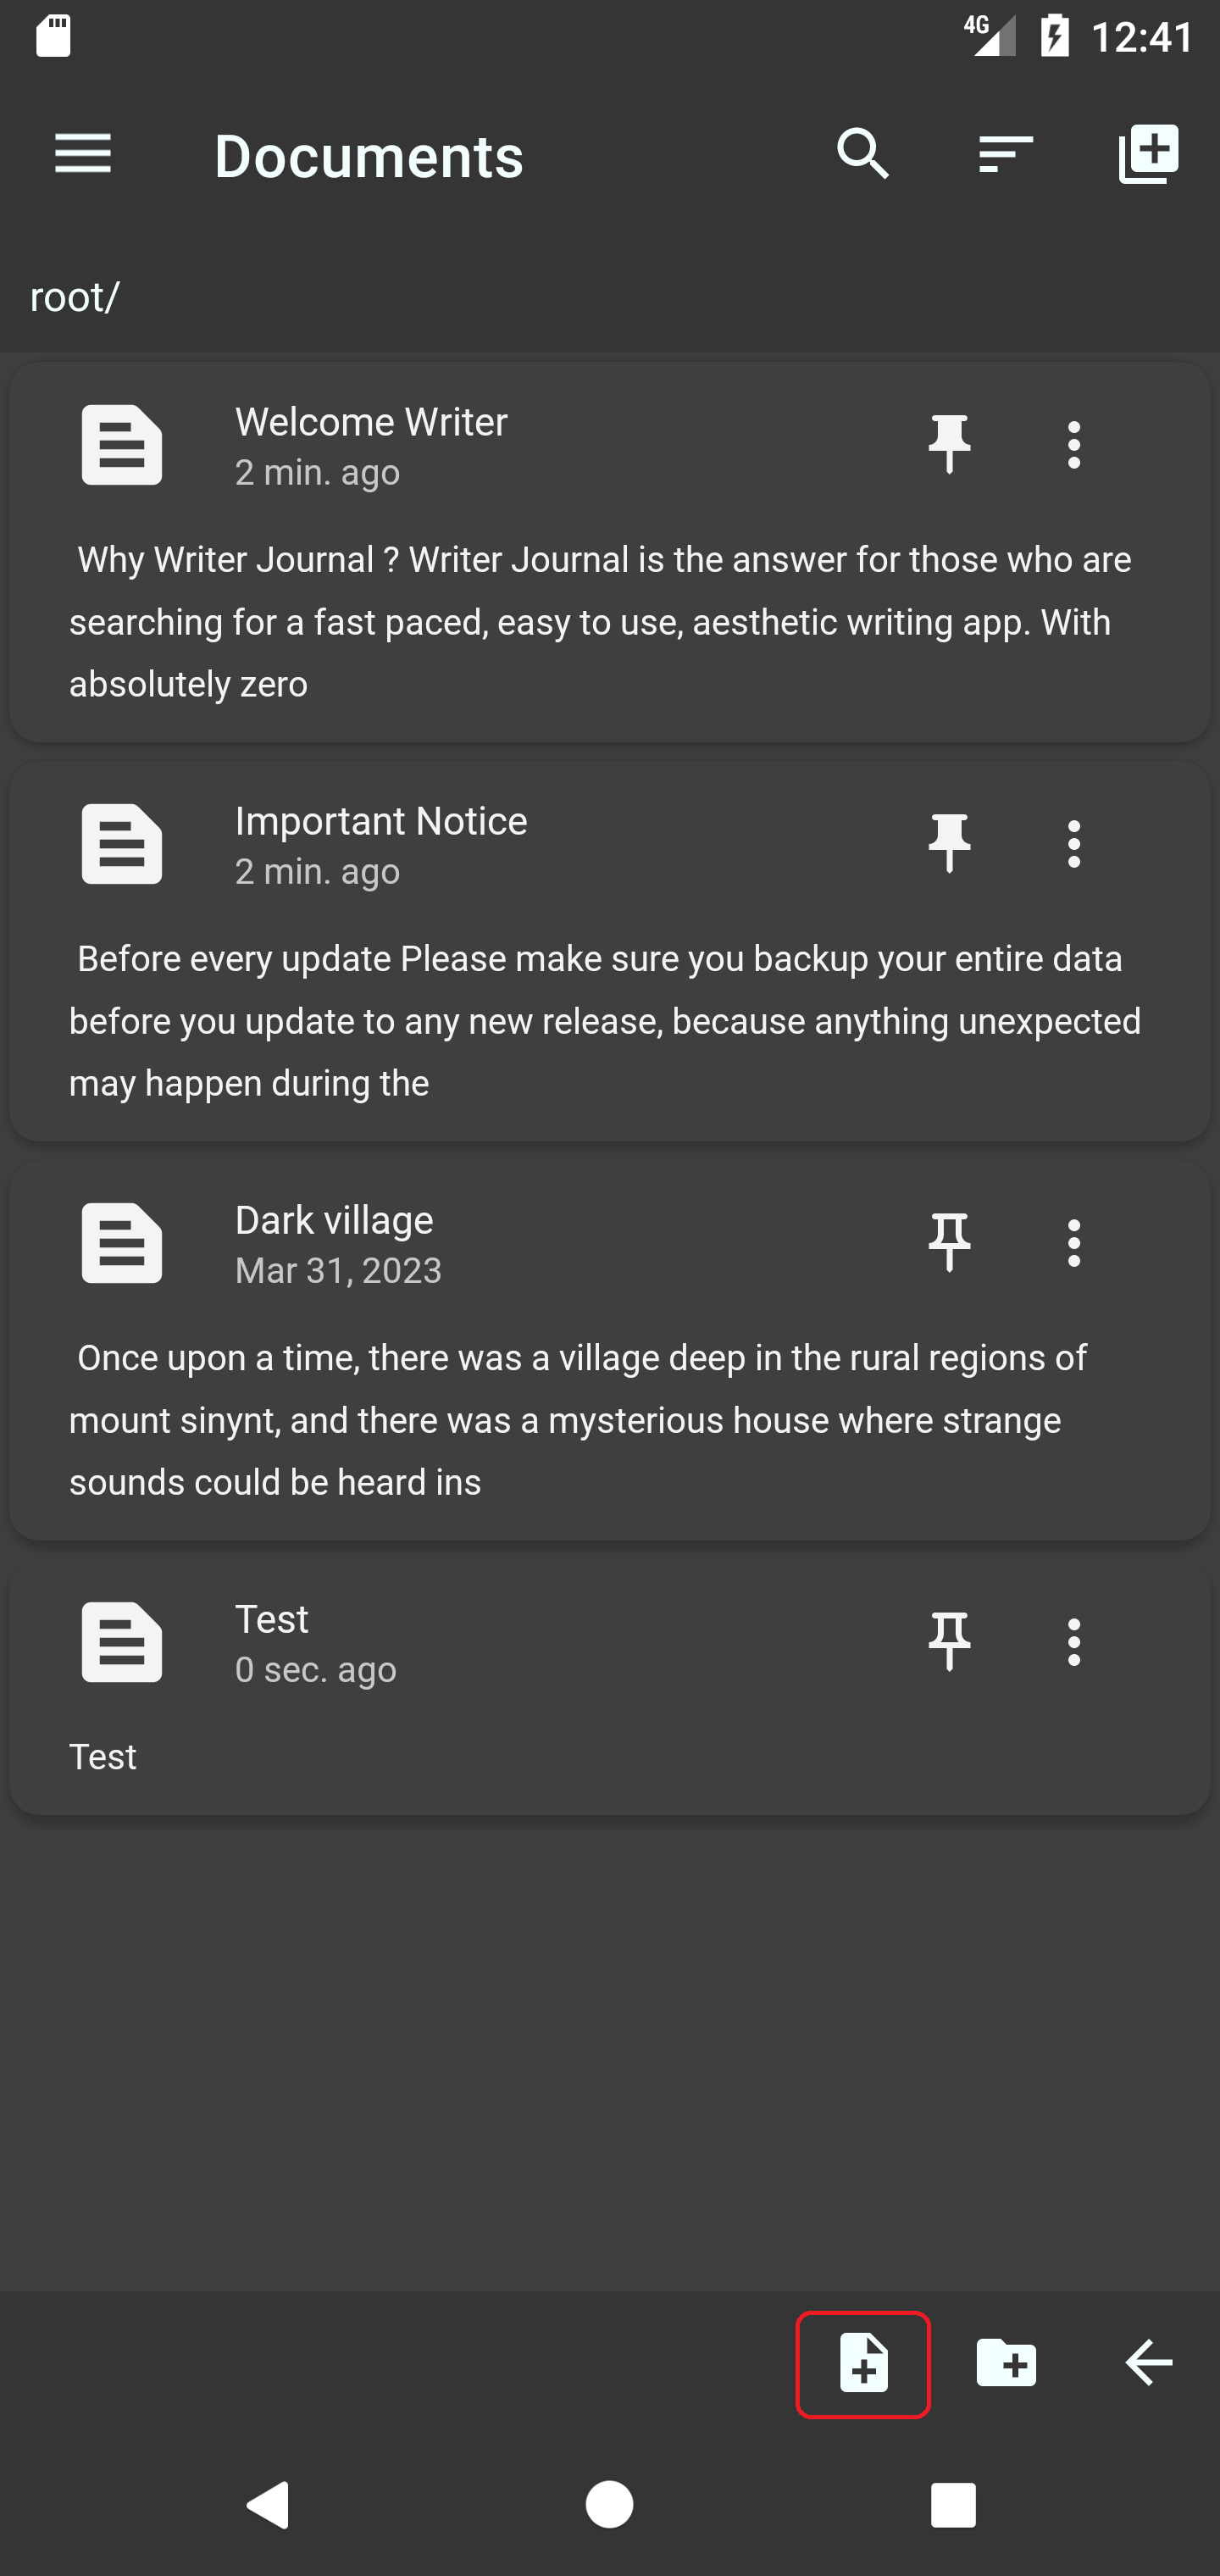 4G 12:41
Documents
root/
Welcome Writer
2 min. ago
Why Writer Journal ? Writer Journal is the answer for those who are
searching for a fast paced, easy to use, aesthetic writing app. With
absolutely zero
Important Notice
2 min. ago
Before every update Please make sure you backup your entire data
before you update to any new release, because anything unexpected
may happen during the
Dark village
Mar 31, 2023
Once upon a time, there was a village deep in the rural regions of
mount sinynt, and there was a mysterious house where strange
sounds could be heard ins
Test
0 sec. ago
Test